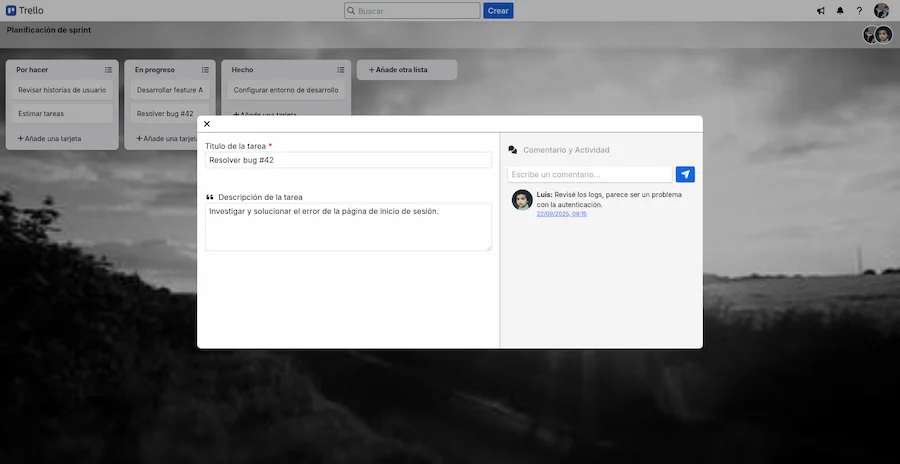 Trello
Buscar
Crear
Planificación de sprint
Por hacer
Revisar historias de usuario
Estimar tareas
+ Añade una tarjeta
En progreso
Desarrollar feature A
Resolver bug #42
+ Añade una tarjeta
Hecho
Configurar entorno de desarrollo
+ Añade una tarjeta
+ Añade otra lista
Titulo de la tarea *
Resolver bug #42
Descripción de la tarea
Investigar y solucionar el error de la página de inicio de sesión.
Comentario y Actividad
Escribe un comentario...
Luis: Revisé los logs, parece ser un problema
con la autenticación.
22/09/2025, 09:15